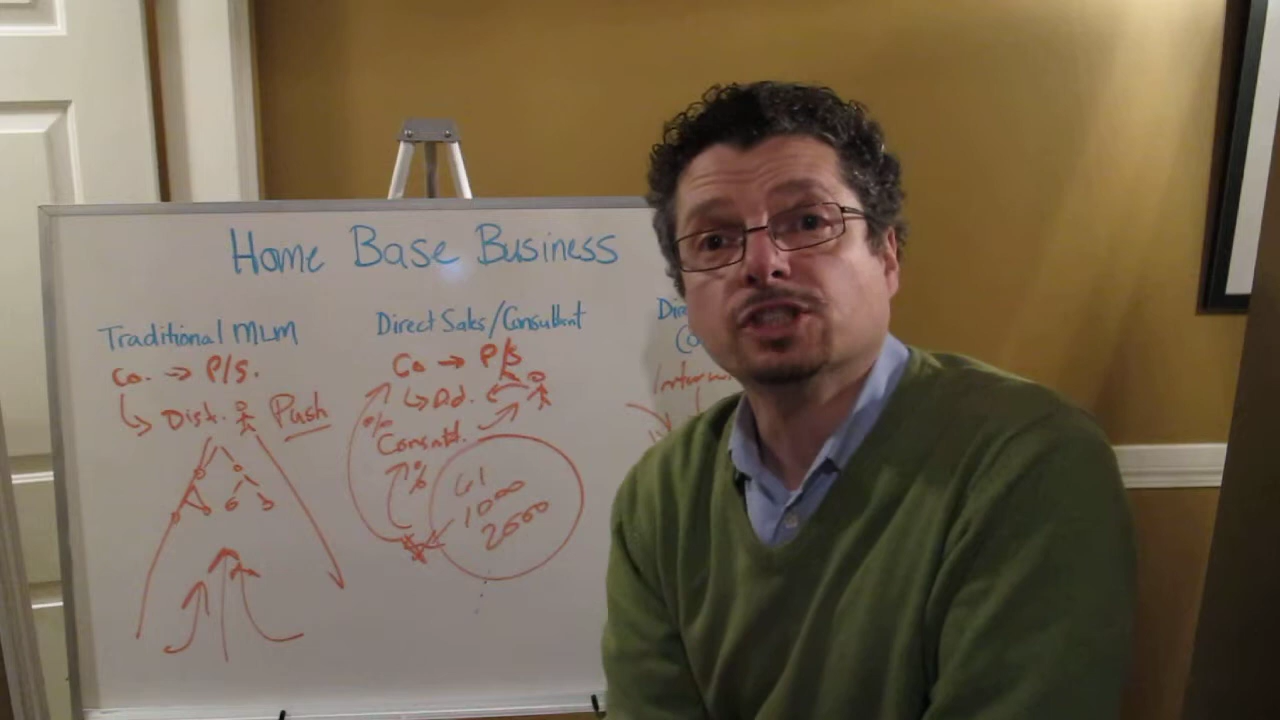 Home Base Business
Traditional MLM
Co. → P/S.
↳ Dist. Push
Direct Sales/Consultant
Co → P/S
↳ Ad.
%
Consult.
%
1000
2000